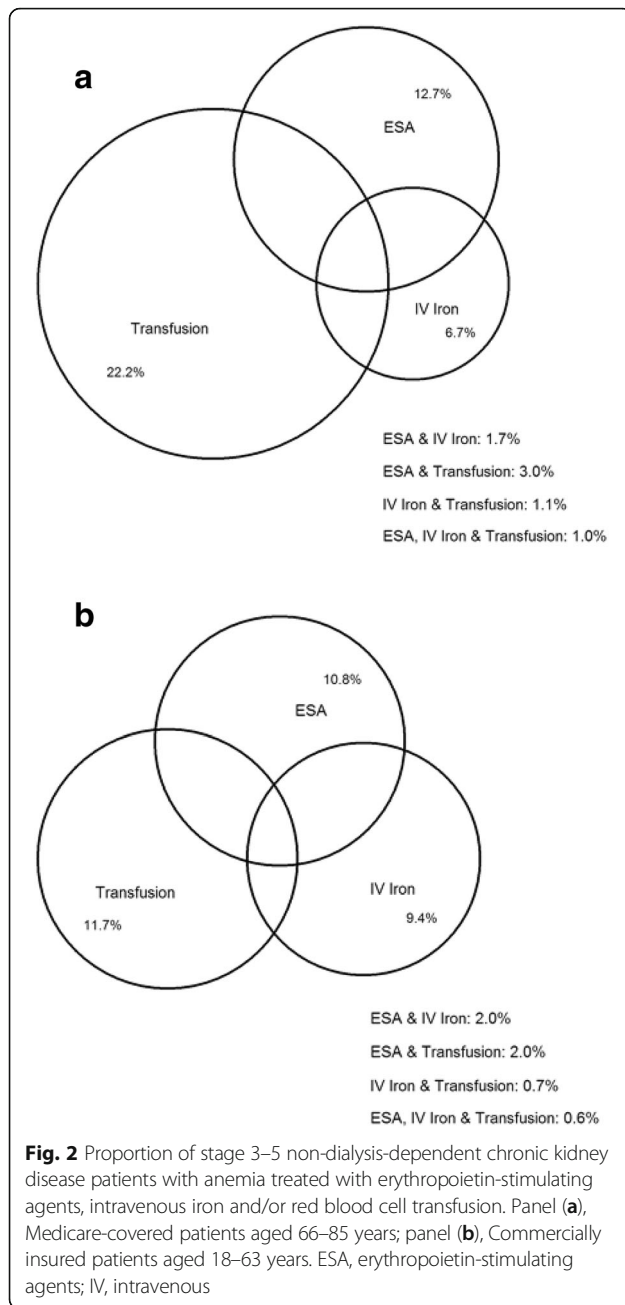 a
12.7%
ESA
IV Iron
6.7%
Transfusion
22.2%
ESA & IV Iron: 1.7%
ESA & Transfusion: 3.0%
IV Iron & Transfusion: 1.1%
ESA, IV Iron & Transfusion: 1.0%
b
10.8%
ESA
Transfusion
11.7%
IV Iron
9.4%
ESA & IV Iron: 2.0%
ESA & Transfusion: 2.0%
IV Iron & Transfusion: 0.7%
ESA, IV Iron & Transfusion: 0.6%
Fig. 2 Proportion of stage 3–5 non-dialysis-dependent chronic kidney
disease patients with anemia treated with erythropoietin-stimulating
agents, intravenous iron and/or red blood cell transfusion. Panel (a),
Medicare-covered patients aged 66–85 years; panel (b), Commercially
insured patients aged 18–63 years. ESA, erythropoietin-stimulating
agents; IV, intravenous